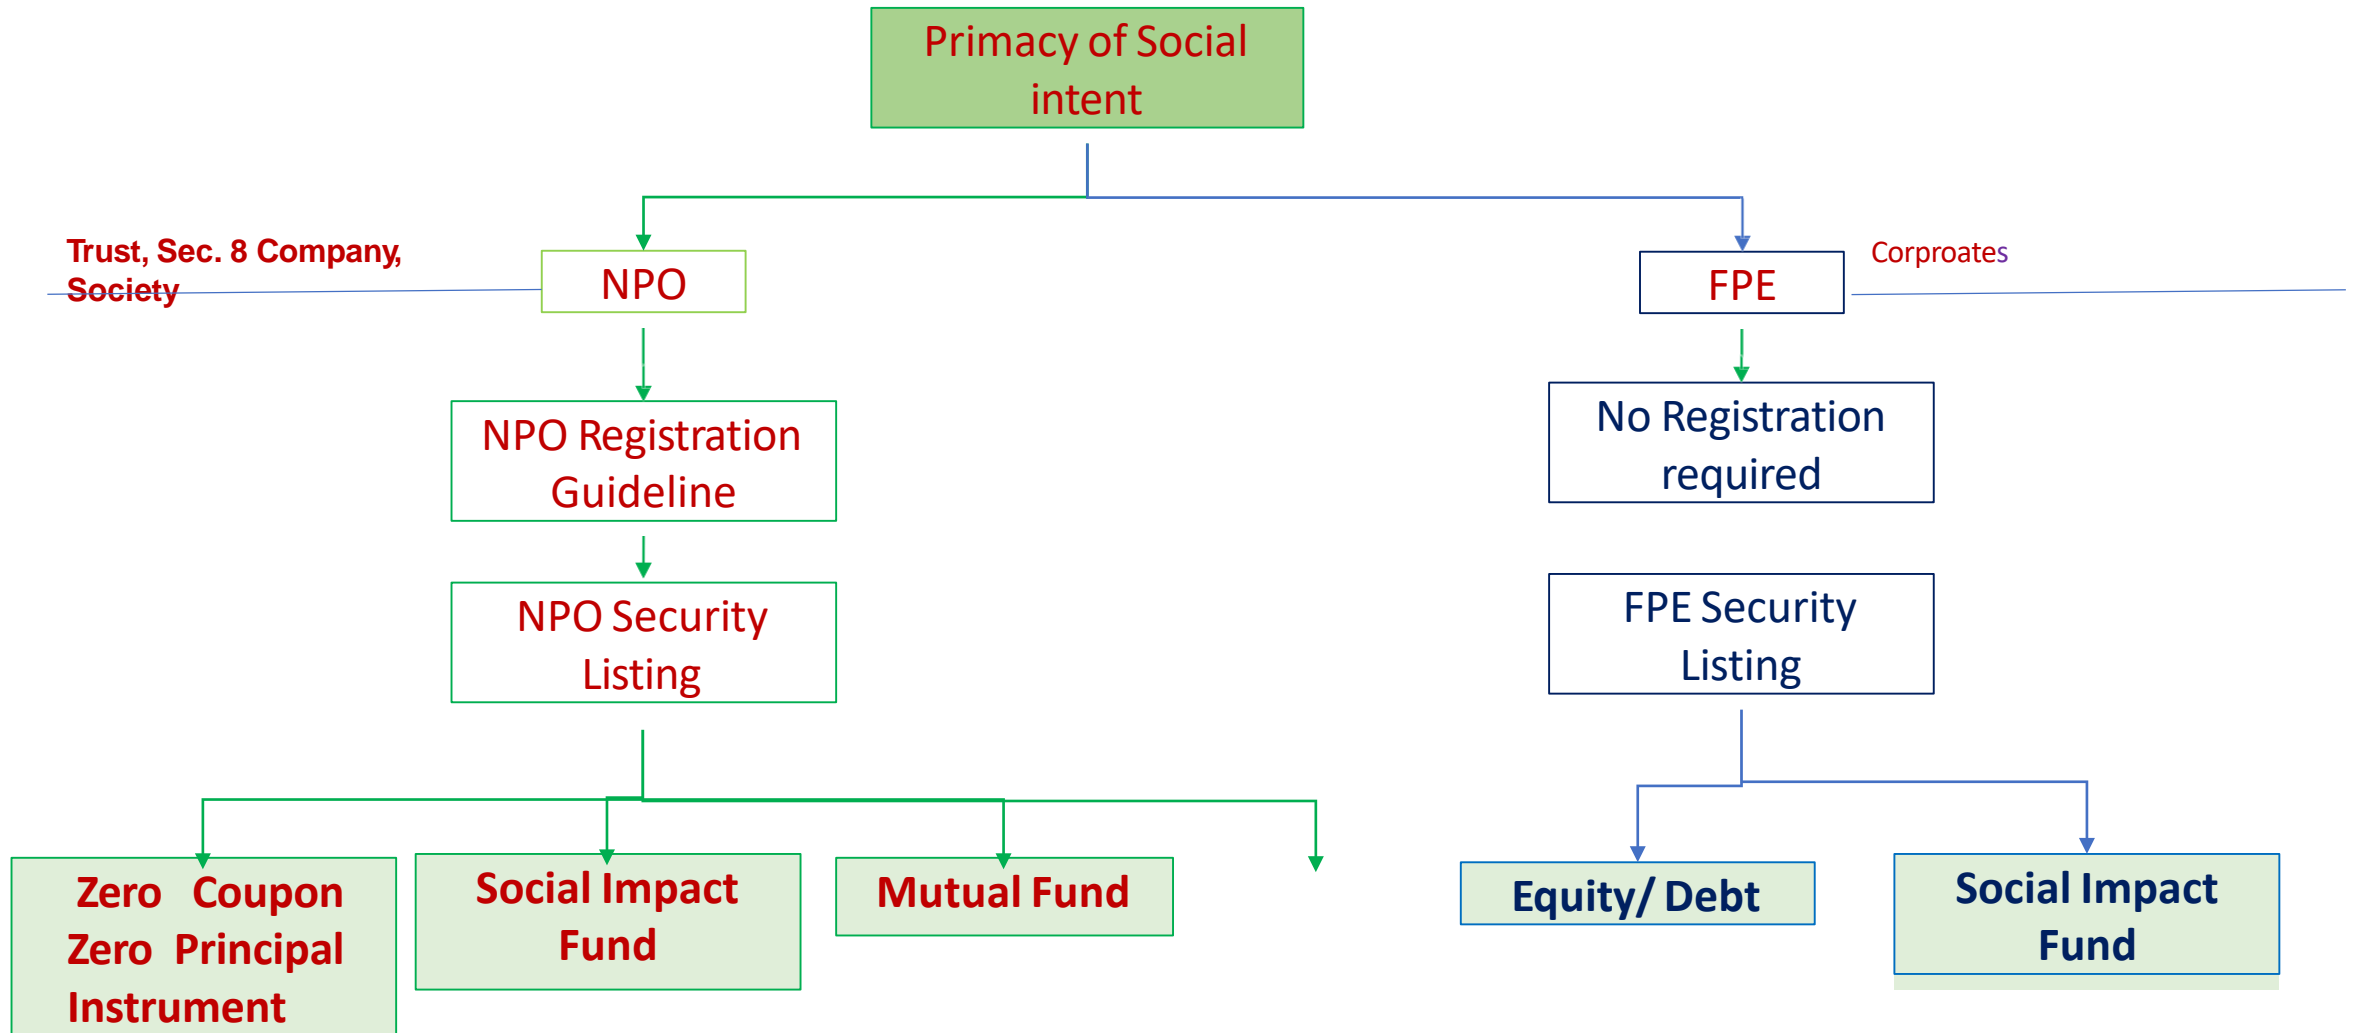 Primacy of Social
intent
Trust, Sec. 8 Company,
Society
NPO
FPE
Corproates
NPO Registration
Guideline
No Registration
required
NPO Security
Listing
FPE Security
Listing
Zero Coupon
Zero Principal
Instrument
Social Impact
Fund
Mutual Fund
Equity/ Debt
Social Impact
Fund